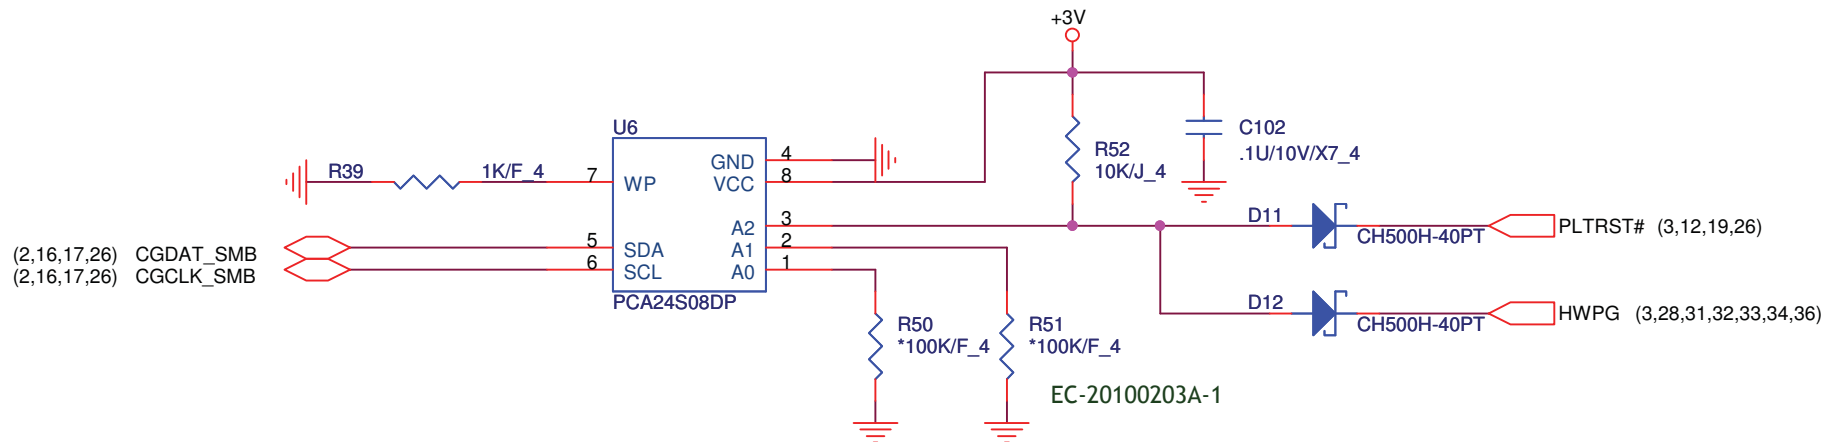 +3V
U6
C102
.1U/10V/X7_4
R52
10K/J_4
R39 1K/F_4 7 WP GND 4
VCC 8
A2 3
D11 CH500H-40PT PLTRST# (3,12,19,26)
(2,16,17,26) CGDAT_SMB 5 SDA A1 2
(2,16,17,26) CGCLK_SMB 6 SCL A0 1
PCA24S08DP
D12 CH500H-40PT HWPG (3,28,31,32,33,34,36)
R50
*100K/F_4
R51
*100K/F_4
EC-20100203A-1